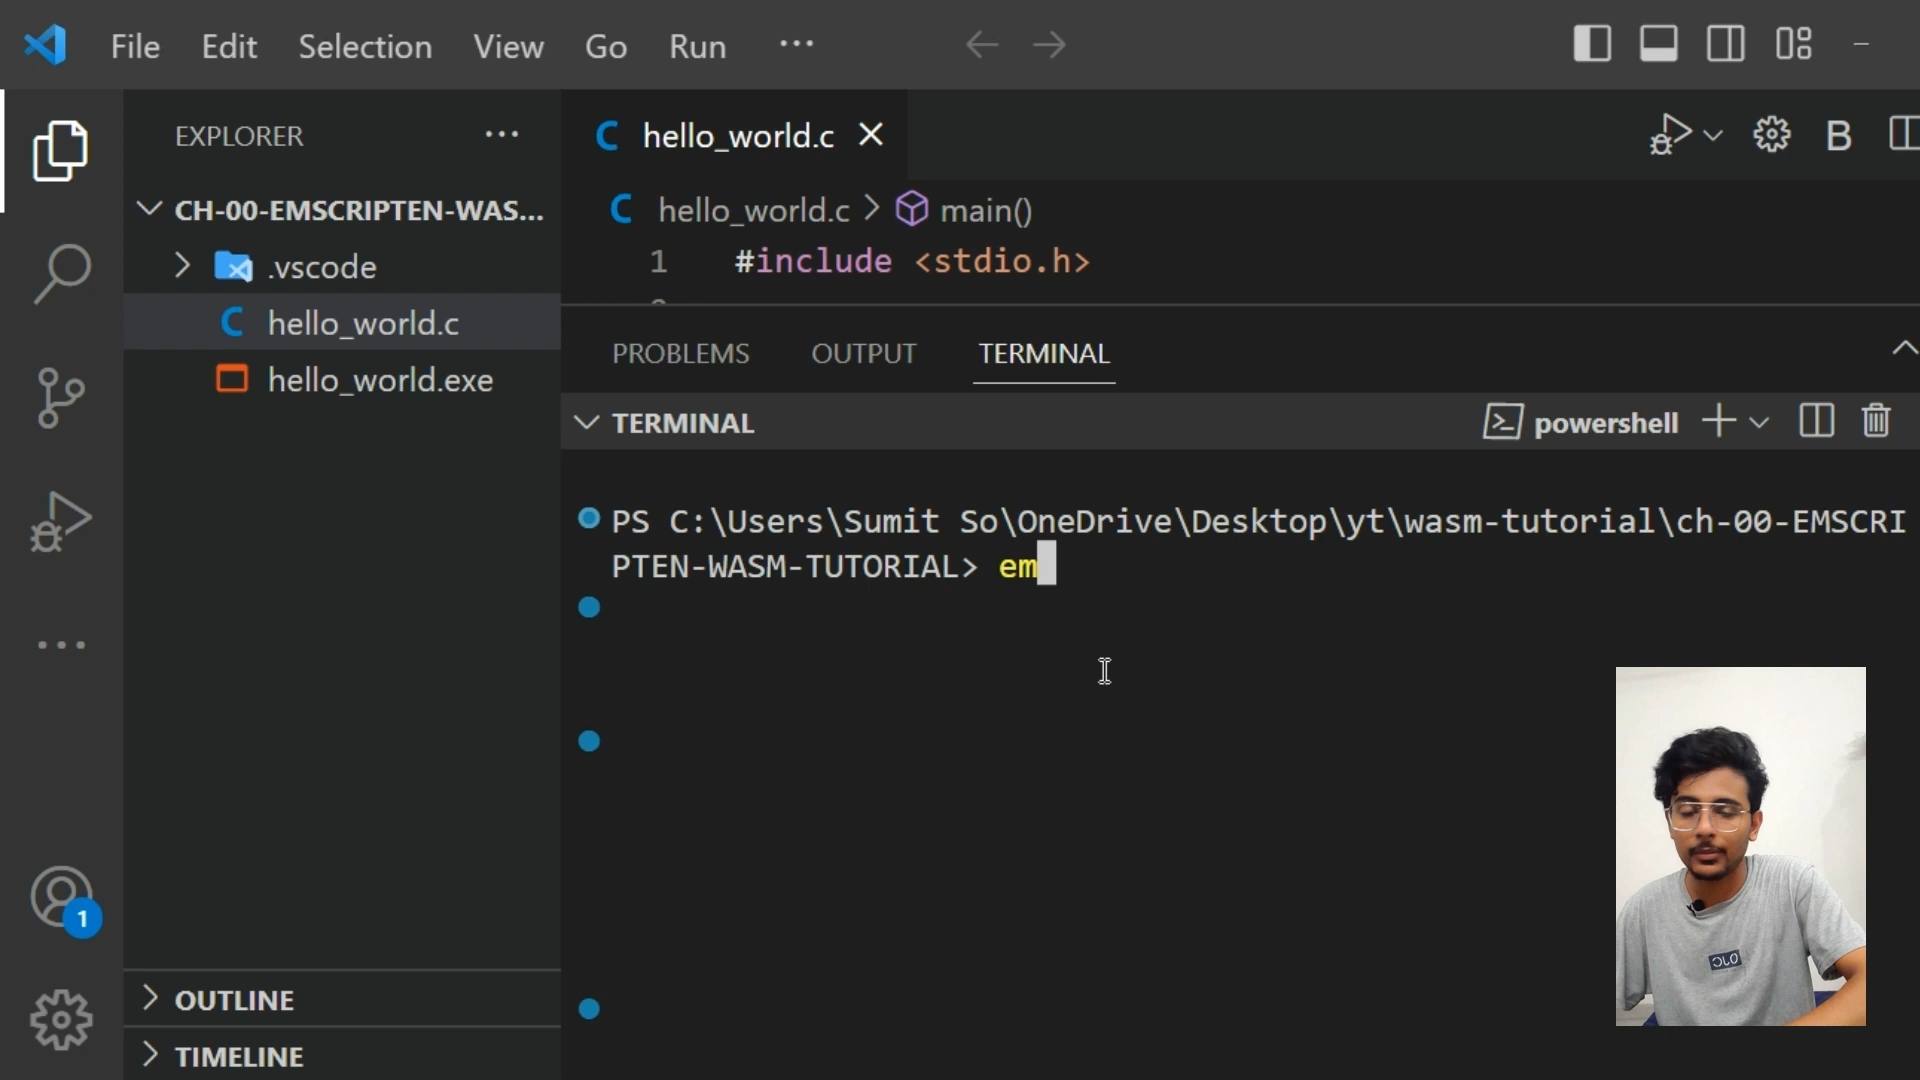 File Edit Selection View Go Run ...
EXPLORER ...
hello_world.c
B
CH-00-EMSCRIPTEN-WAS...
hello_world.c > main()
.vscode
1 #include <stdio.h>
hello_world.c
hello_world.exe
PROBLEMS OUTPUT TERMINAL
TERMINAL
powershell
PS C:\Users\Sumit So\OneDrive\Desktop\yt\wasm-tutorial\ch-00-EMSCRI
PTEN-WASM-TUTORIAL> em
1
OUTLINE
TIMELINE